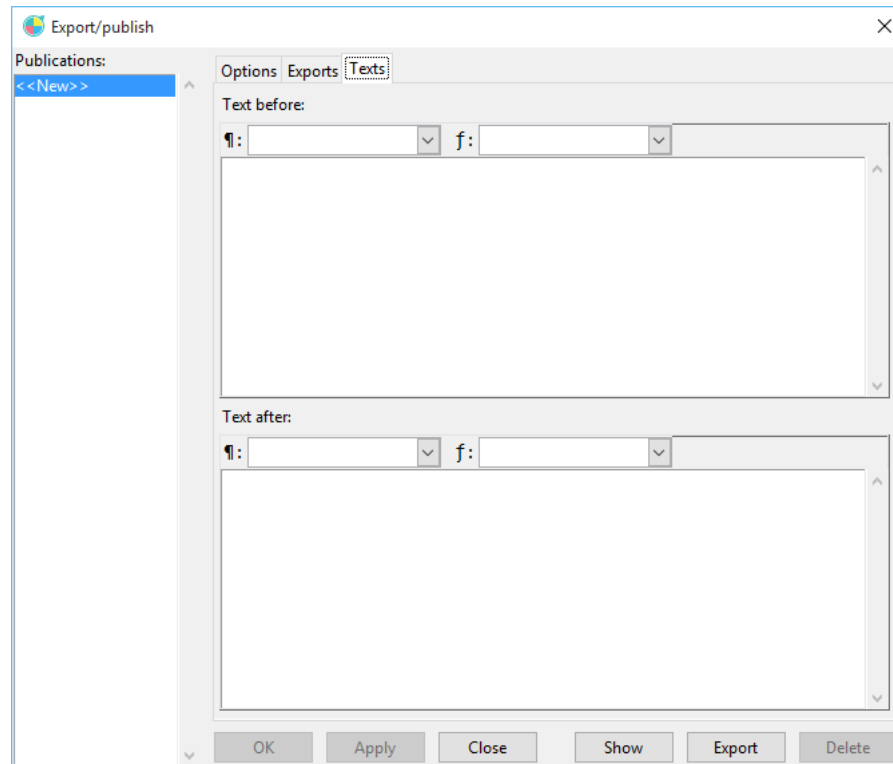 Export/publish
Publications:
<<New>>
Options Exports Texts
Text before:
¶: ƒ:
Text after:
¶: ƒ:
OK Apply Close Show Export Delete